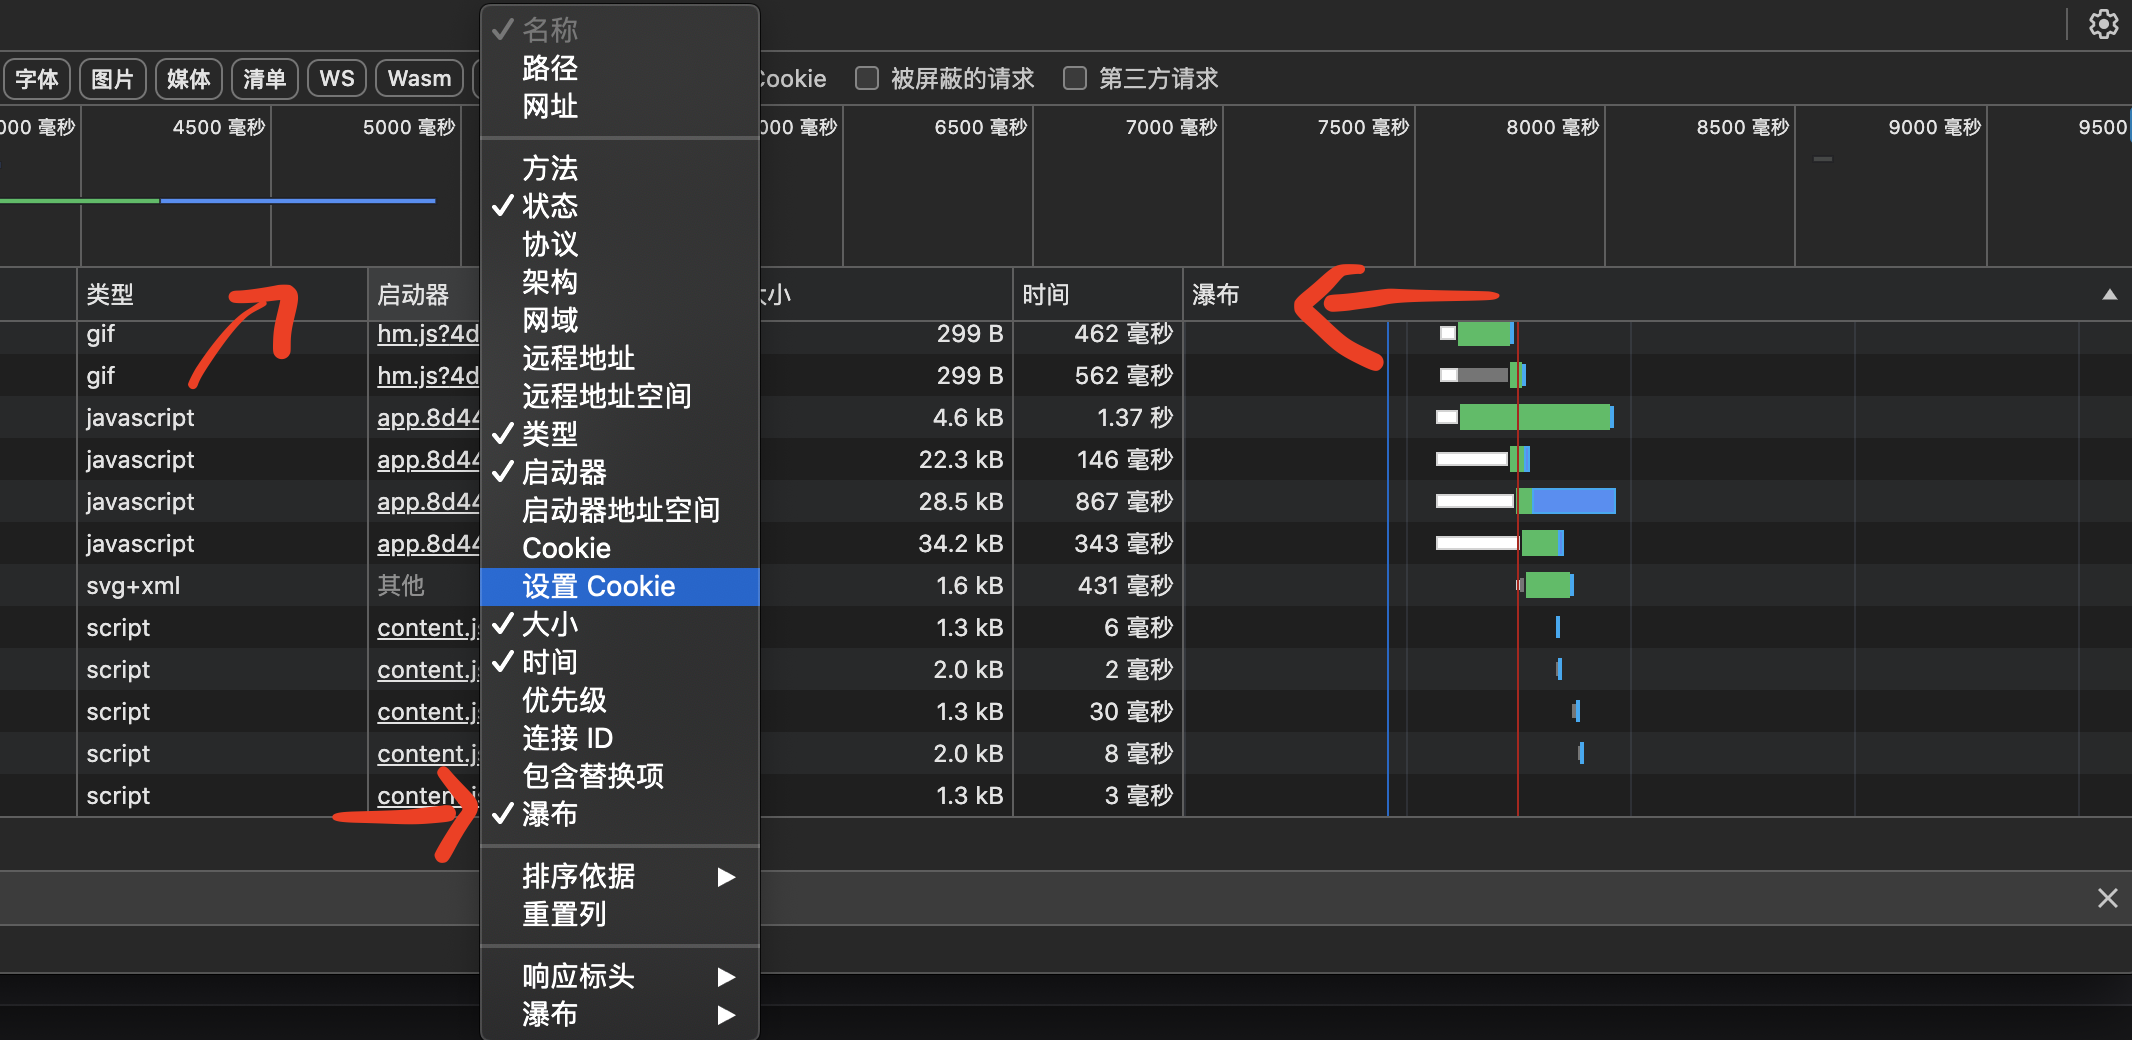 字体 图片 媒体 清单 WS Wasm Cookie 被屏蔽的请求 第三方请求
000 毫秒 4500 毫秒 5000 毫秒 000 毫秒 6500 毫秒 7000 毫秒 7500 毫秒 8000 毫秒 8500 毫秒 9000 毫秒 9500
类型 启动器 大小 时间 瀑布
gif hm.js?4d 299 B 462 毫秒
gif hm.js?4d 299 B 562 毫秒
javascript app.8d44 4.6 kB 1.37 秒
javascript app.8d44 22.3 kB 146 毫秒
javascript app.8d44 28.5 kB 867 毫秒
javascript app.8d44 34.2 kB 343 毫秒
svg+xml 其他 1.6 kB 431 毫秒
script content.js 1.3 kB 6 毫秒
script content.js 2.0 kB 2 毫秒
script content.js 1.3 kB 30 毫秒
script content.js 2.0 kB 8 毫秒
script content.js 1.3 kB 3 毫秒
名称
路径
网址
方法
状态
协议
架构
网域
远程地址
远程地址空间
类型
启动器
启动器地址空间
Cookie
设置 Cookie
大小
时间
优先级
连接 ID
包含替换项
瀑布
排序依据
重置列
响应标头
瀑布